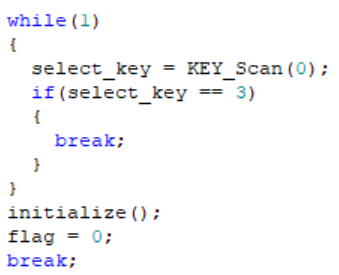 while(1)
{
  select_key = KEY_Scan(0);
  if(select_key == 3)
  {
    break;
  }
}
initialize();
flag = 0;
break;